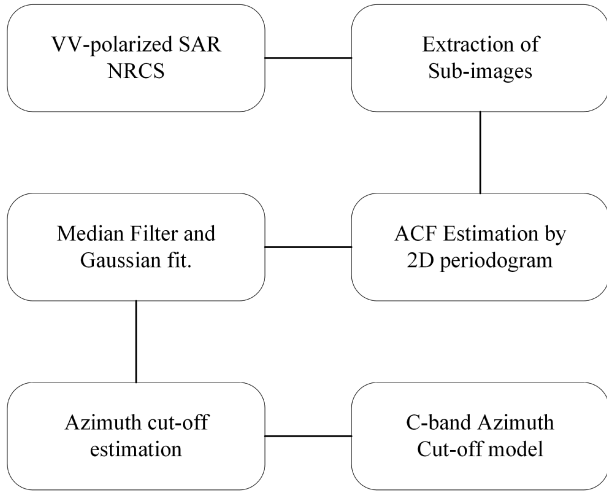 VV-polarized SAR
NRCS
Extraction of
Sub-images
ACF Estimation by
2D periodogram
Median Filter and
Gaussian fit.
Azimuth cut-off
estimation
C-band Azimuth
Cut-off model